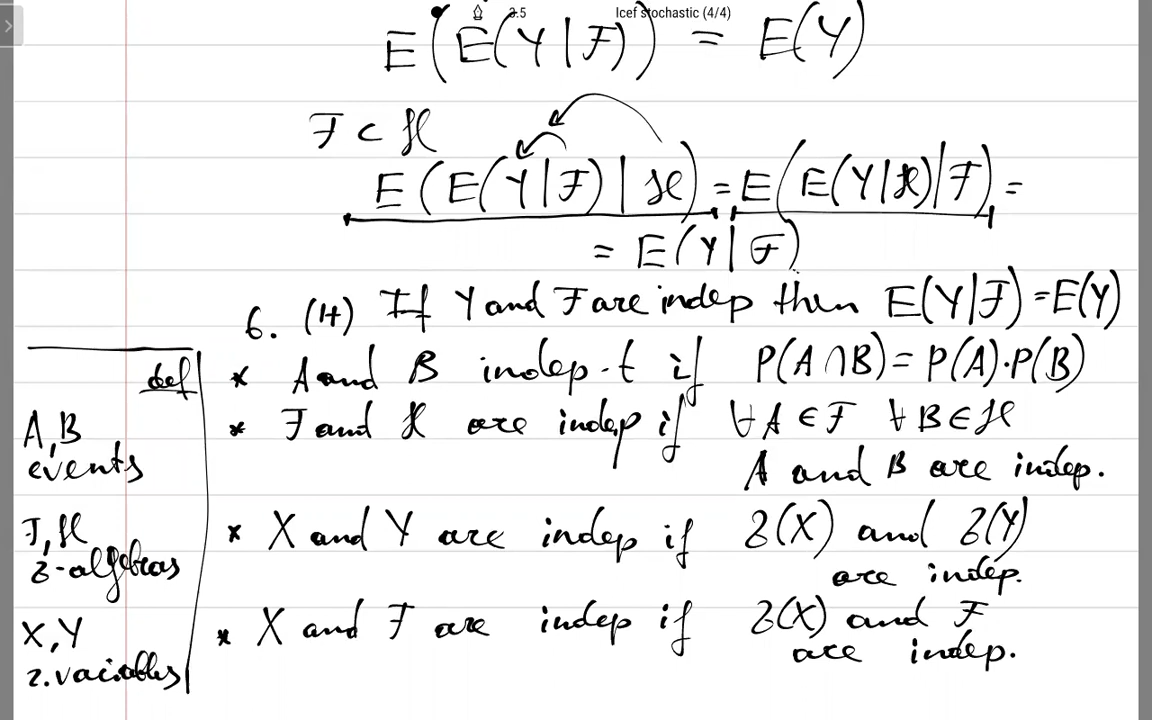 3.5 Icef stochastic (4/4)
E(E(Y|F)) = E(Y)
F ⊂ H
E(E(Y|F)|H) = E(E(Y|H)|F) =
= E(Y|F)
6. (H) If Y and F are indep then E(Y|F)=E(Y)
def * A and B indep-t if P(A∩B)=P(A)·P(B)
A,B
events
* F and H are indep if ∀A∈F ∀B∈H
A and B are indep.
F,H
σ-algebras
* X and Y are indep if σ(X) and σ(Y)
are indep.
X,Y
r.variables
* X and F are indep if σ(X) and F
are indep.